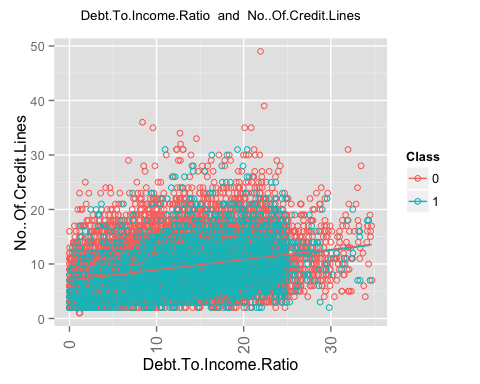 Debt.To.Income.Ratio and No..Of.Credit.Lines
50
40
30
20
10
0
No..Of.Credit.Lines
0 10 20 30
Debt.To.Income.Ratio
Class
0
1